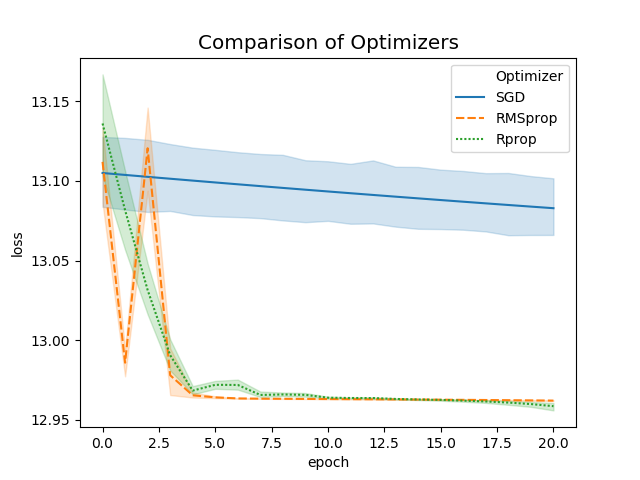 Comparison of Optimizers
Optimizer
SGD
RMSprop
Rprop
loss
13.15
13.10
13.05
13.00
12.95
0.0 2.5 5.0 7.5 10.0 12.5 15.0 17.5 20.0
epoch